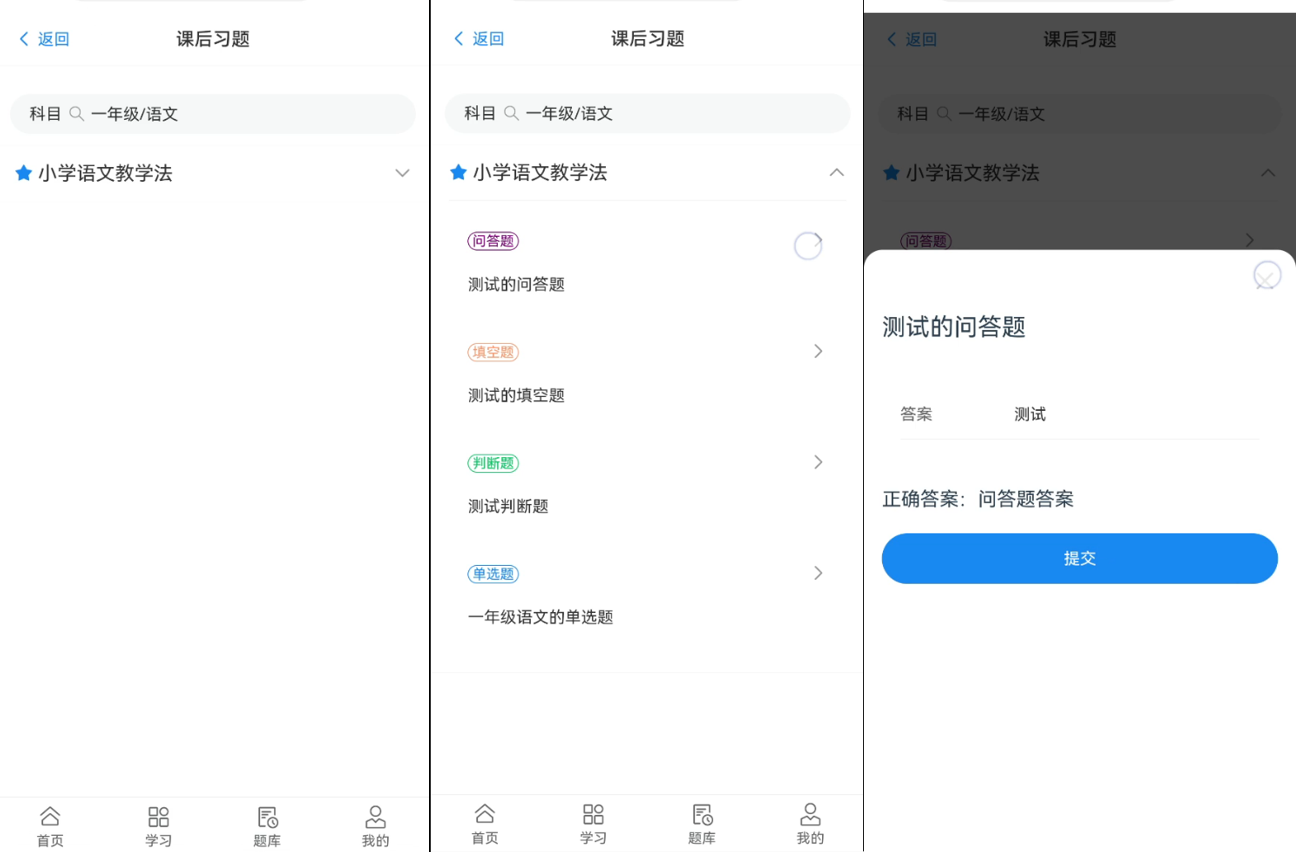 返回
课后习题
科目 一年级/语文
小学语文教学法
首页
学习
题库
我的
返回
课后习题
科目 一年级/语文
小学语文教学法
问答题
测试的问答题
填空题
测试的填空题
判断题
测试判断题
单选题
一年级语文的单选题
首页
学习
题库
我的
返回
课后习题
科目 一年级/语文
小学语文教学法
问答题
测试的问答题
答案 测试
正确答案：问答题答案
提交